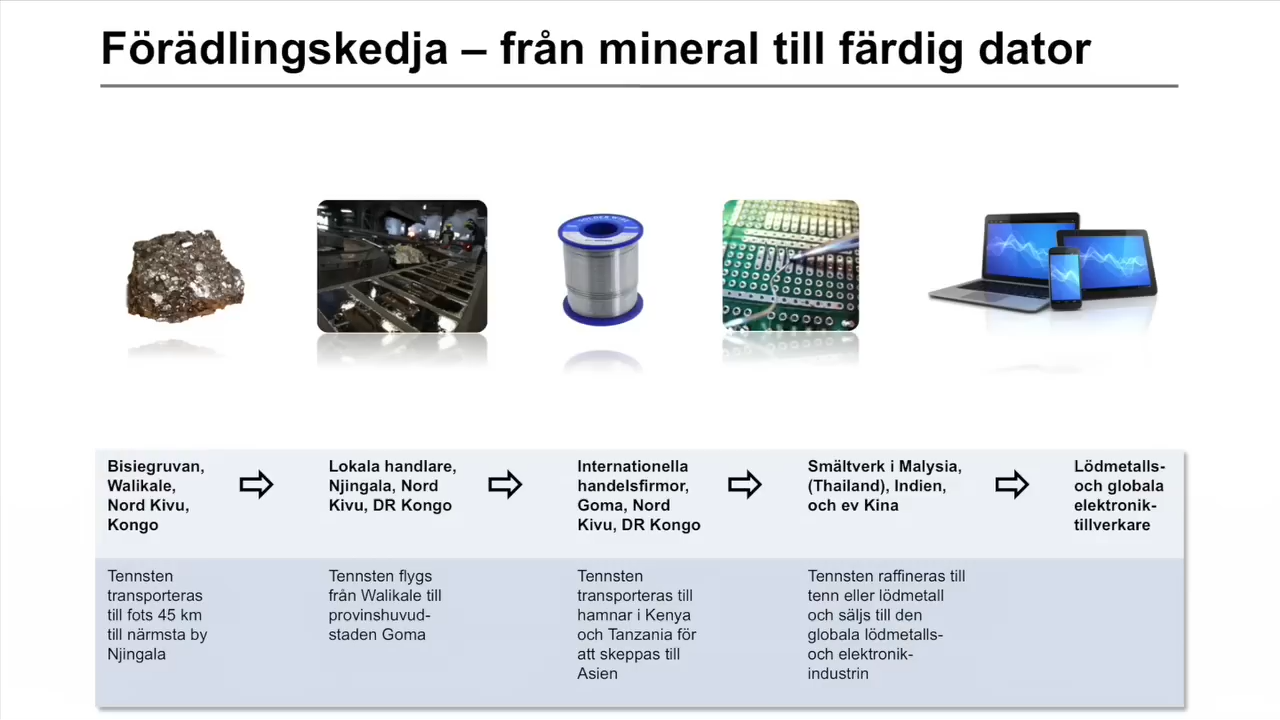 Förädlingskedja – från mineral till färdig dator
SOLDER WIRE
Bisiegruvan,
Walikale,
Nord Kivu,
Kongo
Lokala handlare,
Njingala, Nord
Kivu, DR Kongo
Internationella
handelsfirmor,
Goma, Nord
Kivu, DR Kongo
Smältverk i Malysia,
(Thailand), Indien,
och ev Kina
Lödmetalls-
och globala
elektronik-
tillverkare
Tennsten
transporteras
till fots 45 km
till närmsta by
Njingala
Tennsten flygs
från Walikale till
provinshuvud-
staden Goma
Tennsten
transporteras till
hamnar i Kenya
och Tanzania för
att skeppas till
Asien
Tennsten raffineras till
tenn eller lödmetall
och säljs till den
globala lödmetalls-
och elektronik-
industrin